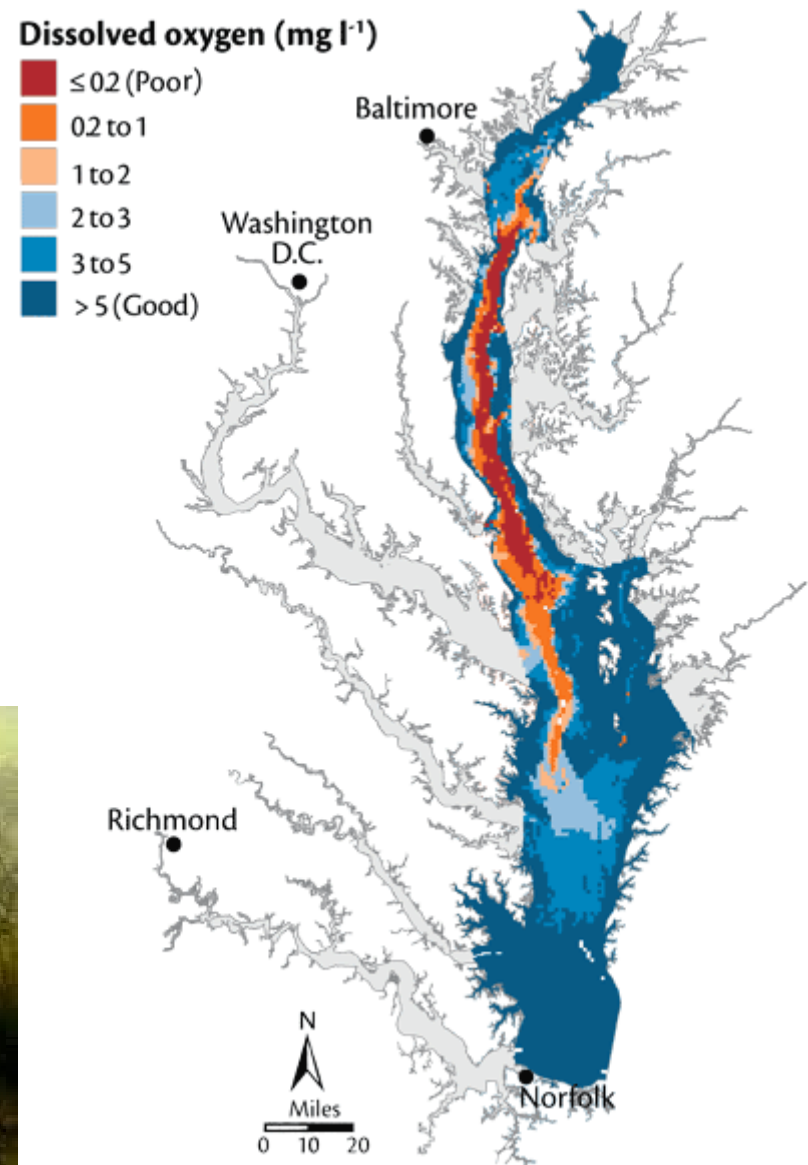 Dissolved oxygen (mg l⁻¹)
≤ 02 (Poor)
02 to 1
1 to 2
2 to 3
3 to 5
> 5 (Good)
Baltimore
Washington
D.C.
Richmond
N
Miles
0 10 20
Norfolk